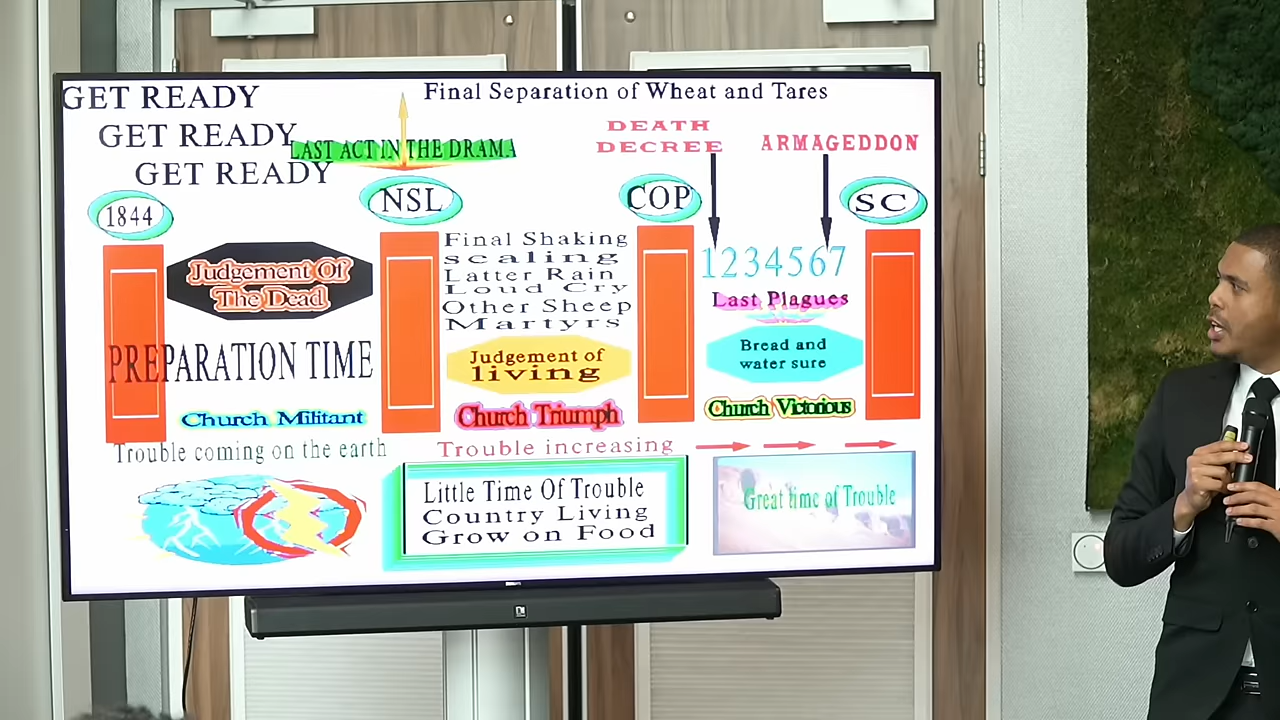 GET READY
GET READY
GET READY
Final Separation of Wheat and Tares
LAST ACT IN THE DRAMA
DEATH
DECREE
ARMAGEDDON
1844
NSL
COP
SC
Judgement Of
The Dead
PREPARATION TIME
Church Militant
Final Shaking
scaling
Latter Rain
Loud Cry
Other Sheep
Martyrs
Judgement of
living
Church Triumph
1234567
Last Plagues
Bread and
water sure
Church Victorious
Trouble coming on the earth
Trouble increasing
Little Time Of Trouble
Country Living
Grow on Food
Great time of Trouble